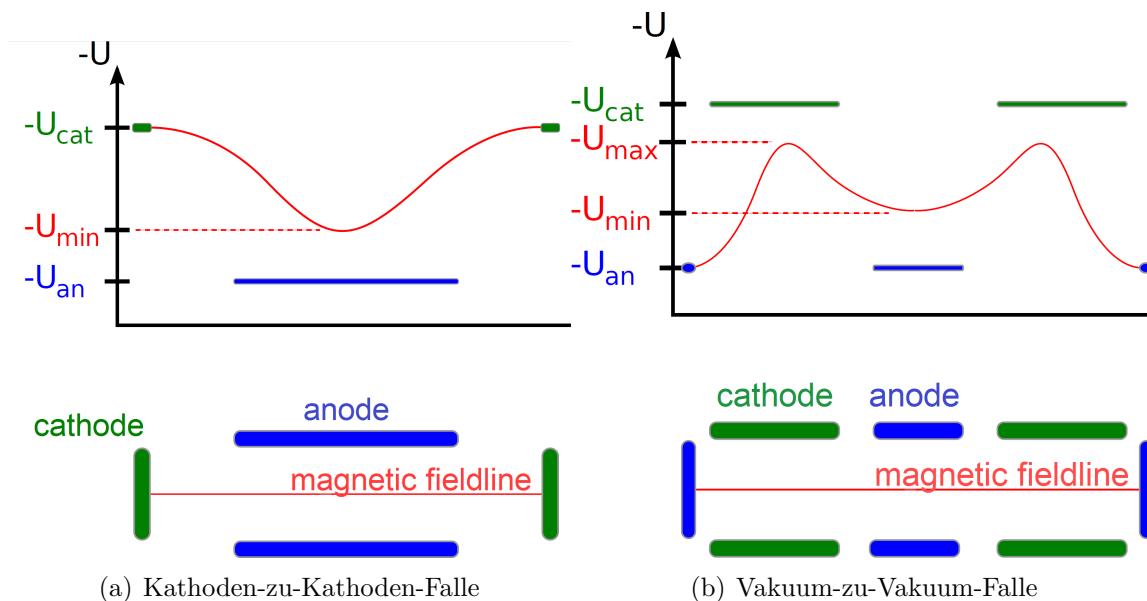 -U
-U
-Ucat
-Umin
-Uan
-Ucat
-Umax
-Umin
-Uan
cathode
anode
magnetic fieldline
cathode
anode
magnetic fieldline
(a) Kathoden-zu-Kathoden-Falle
(b) Vakuum-zu-Vakuum-Falle